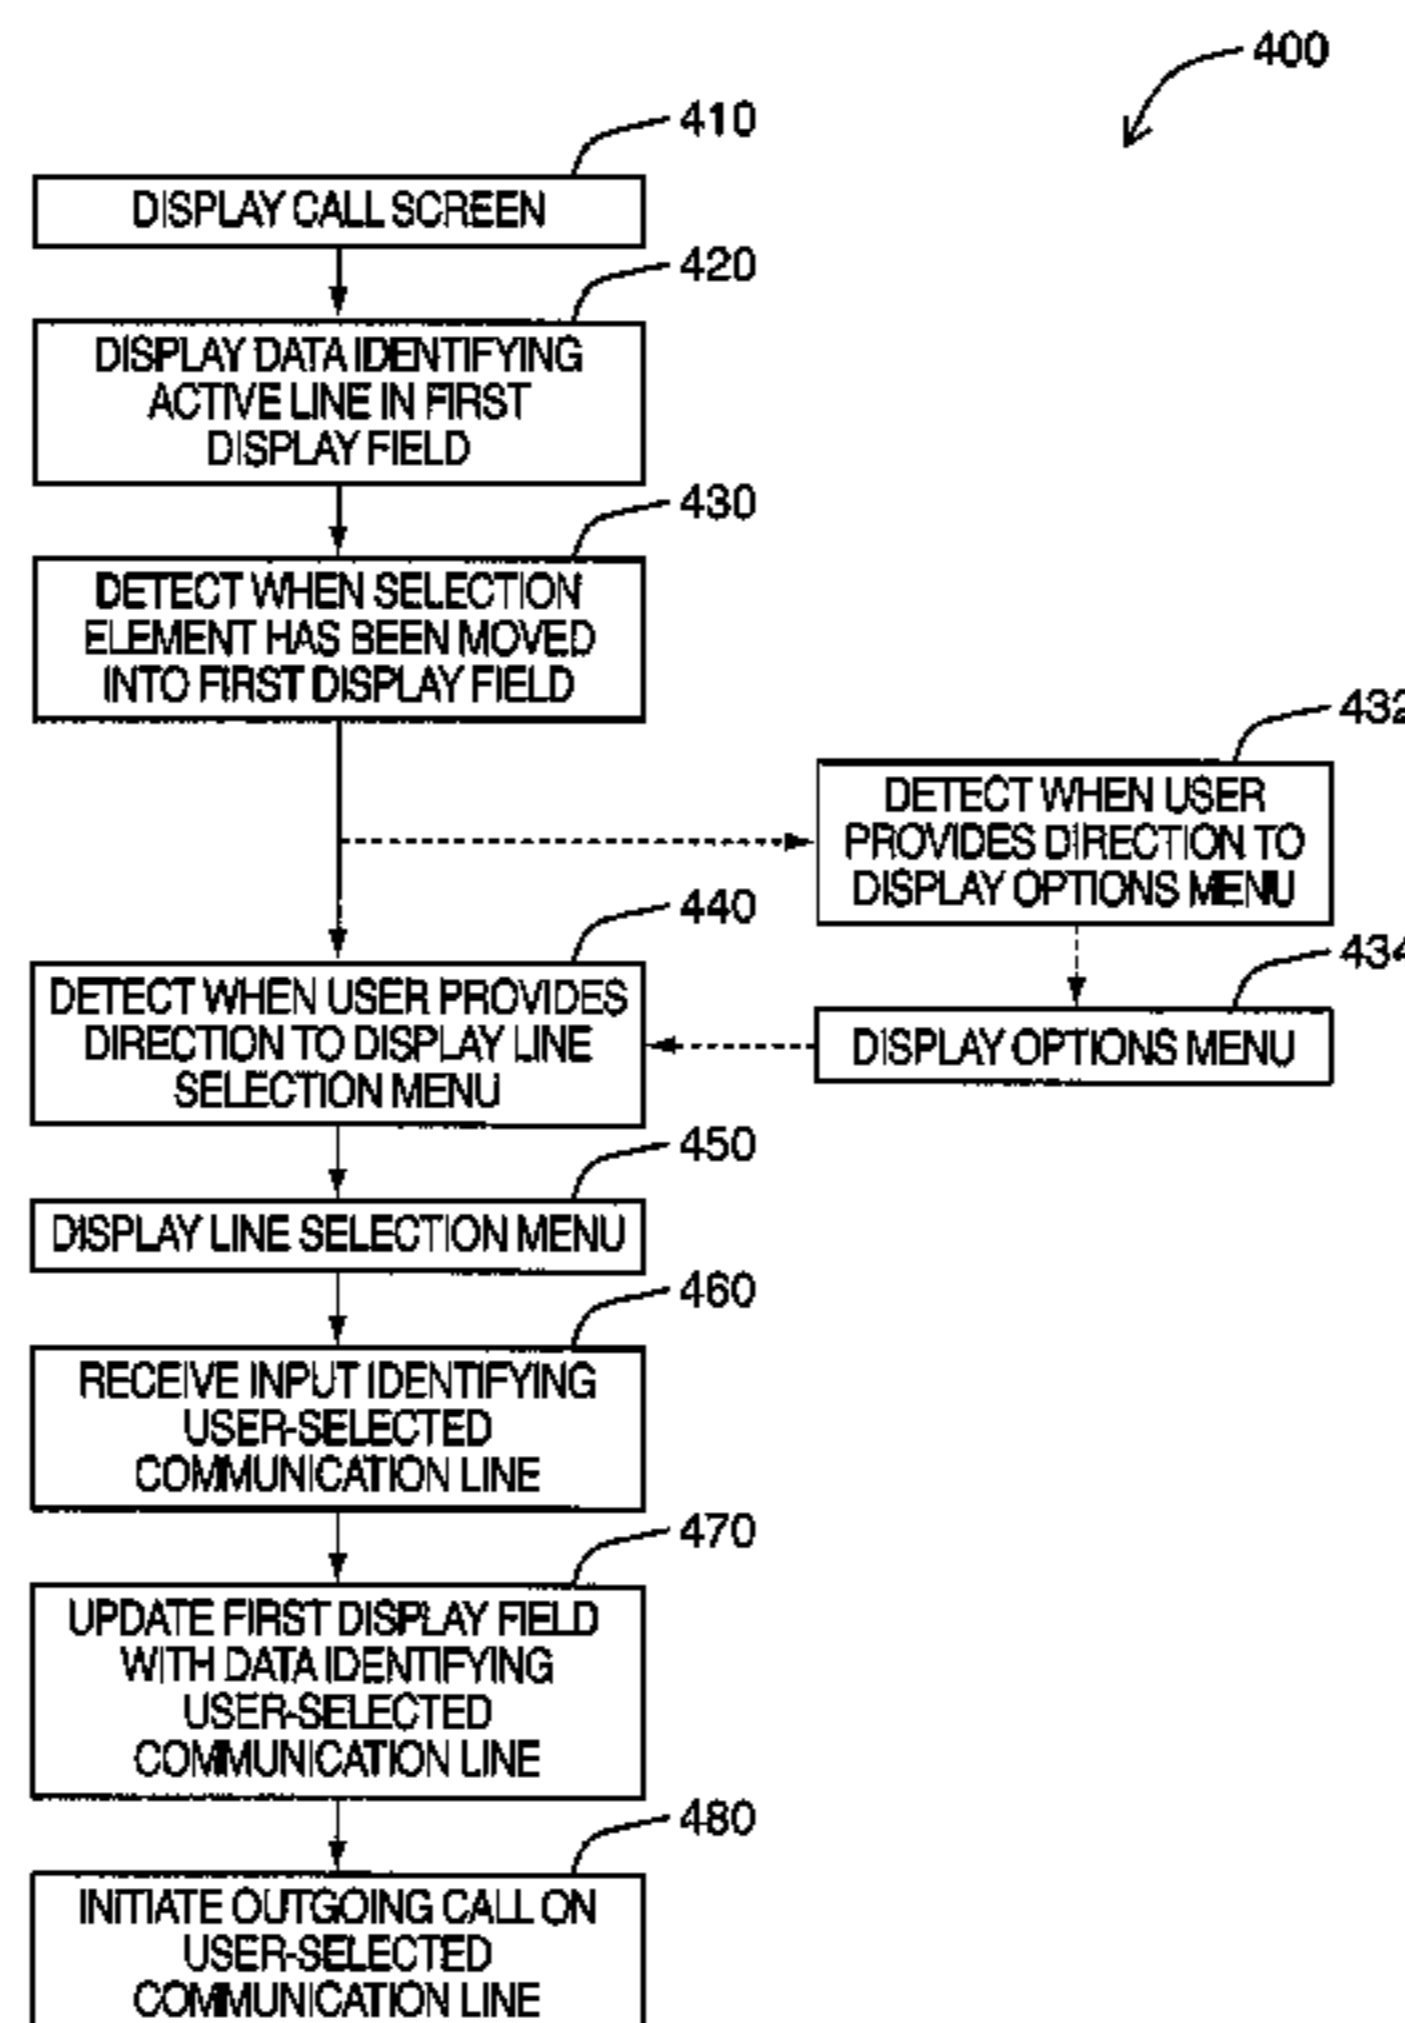 400
410
DISPLAY CALL SCREEN
420
DISPLAY DATA IDENTIFYING
ACTIVE LINE IN FIRST
DISPLAY FIELD
430
DETECT WHEN SELECTION
ELEMENT HAS BEEN MOVED
INTO FIRST DISPLAY FIELD
432
DETECT WHEN USER
PROVIDES DIRECTION TO
DISPLAY OPTIONS MENU
434
DISPLAY OPTIONS MENU
440
DETECT WHEN USER PROVIDES
DIRECTION TO DISPLAY LINE
SELECTION MENU
450
DISPLAY LINE SELECTION MENU
460
RECEIVE INPUT IDENTIFYING
USER-SELECTED
COMMUNICATION LINE
470
UPDATE FIRST DISPLAY FIELD
WITH DATA IDENTIFYING
USER-SELECTED
COMMUNICATION LINE
480
INITIATE OUTGOING CALL ON
USER-SELECTED
COMMUNICATION LINE